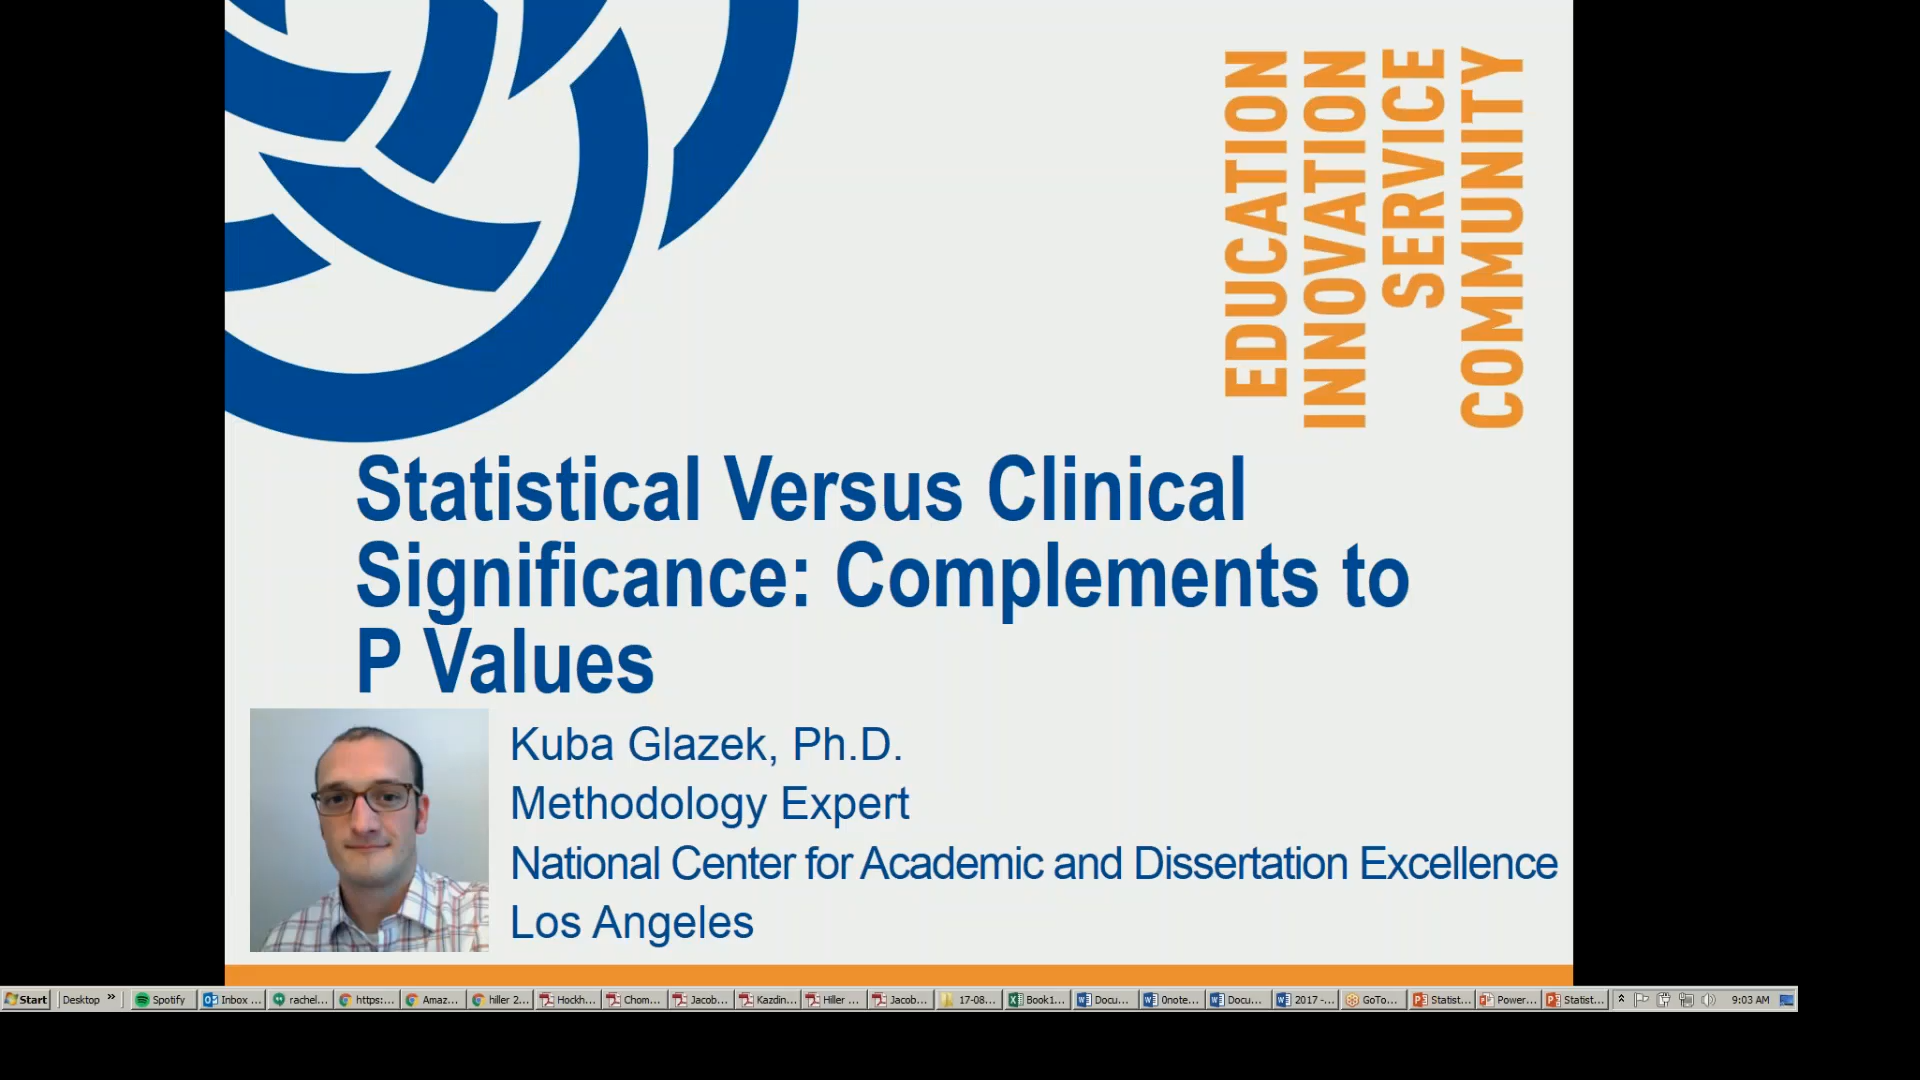 EDUCATION
INNOVATION
SERVICE
COMMUNITY
Statistical Versus Clinical
Significance: Complements to
P Values
Kuba Glazek, Ph.D.
Methodology Expert
National Center for Academic and Dissertation Excellence
Los Angeles
Start Desktop » Spotify Inbox ... rachel... https:... Amaz... hiller 2... Hockh... Chom... Jacob... Kazdin... Hiller ... Jacob... 17-08... Book1... Docu... 0note... Docu... 2017 -... GoTo... Statist... Power... Statist... 9:03 AM